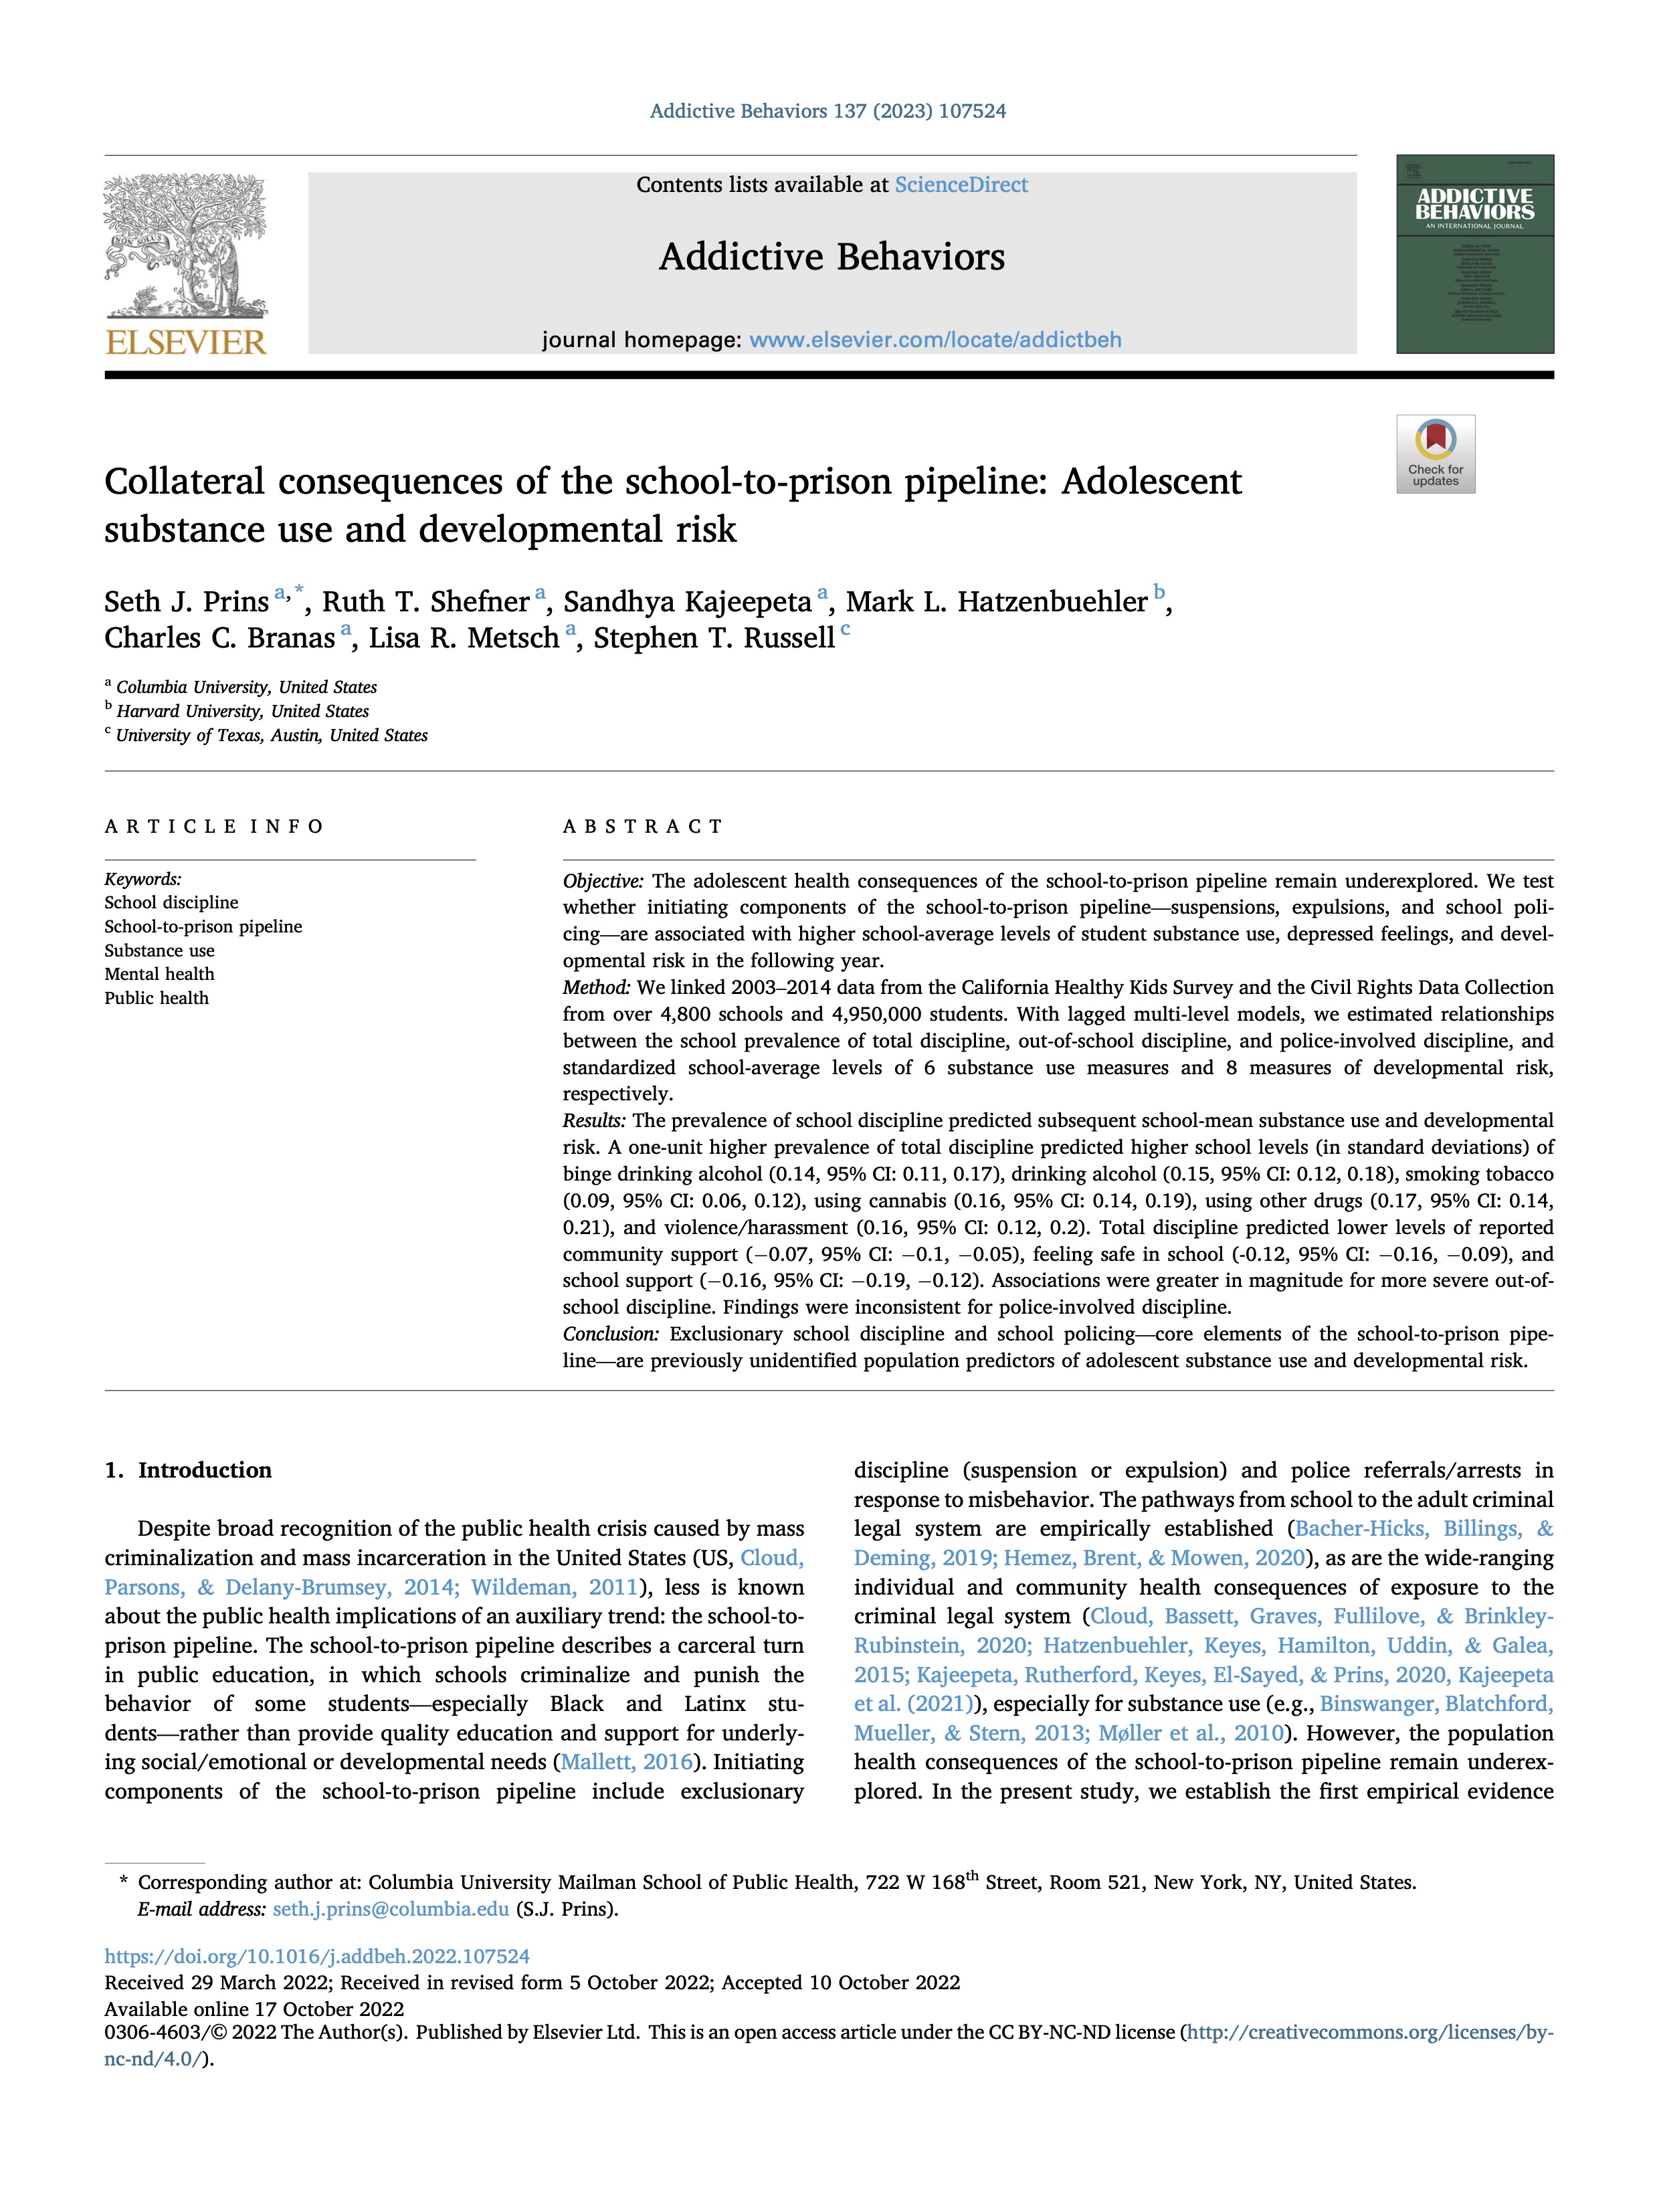 Addictive Behaviors 137 (2023) 107524
Contents lists available at ScienceDirect
Addictive Behaviors
journal homepage: www.elsevier.com/locate/addictbeh
NON SOLUS
ELSEVIER
ADDICTIVE
BEHAVIORS
AN INTERNATIONAL JOURNAL
Check for
updates
Collateral consequences of the school-to-prison pipeline: Adolescent
substance use and developmental risk
Seth J. Prins a,*, Ruth T. Shefner a, Sandhya Kajeepeta a, Mark L. Hatzenbuehler b,
Charles C. Branas a, Lisa R. Metsch a, Stephen T. Russell c
a Columbia University, United States
b Harvard University, United States
c University of Texas, Austin, United States
ARTICLE INFO
Keywords:
School discipline
School-to-prison pipeline
Substance use
Mental health
Public health
ABSTRACT
Objective: The adolescent health consequences of the school-to-prison pipeline remain underexplored. We test
whether initiating components of the school-to-prison pipeline—suspensions, expulsions, and school poli-
cing—are associated with higher school-average levels of student substance use, depressed feelings, and devel-
opmental risk in the following year.
Method: We linked 2003–2014 data from the California Healthy Kids Survey and the Civil Rights Data Collection
from over 4,800 schools and 4,950,000 students. With lagged multi-level models, we estimated relationships
between the school prevalence of total discipline, out-of-school discipline, and police-involved discipline, and
standardized school-average levels of 6 substance use measures and 8 measures of developmental risk,
respectively.
Results: The prevalence of school discipline predicted subsequent school-mean substance use and developmental
risk. A one-unit higher prevalence of total discipline predicted higher school levels (in standard deviations) of
binge drinking alcohol (0.14, 95% CI: 0.11, 0.17), drinking alcohol (0.15, 95% CI: 0.12, 0.18), smoking tobacco
(0.09, 95% CI: 0.06, 0.12), using cannabis (0.16, 95% CI: 0.14, 0.19), using other drugs (0.17, 95% CI: 0.14,
0.21), and violence/harassment (0.16, 95% CI: 0.12, 0.2). Total discipline predicted lower levels of reported
community support (−0.07, 95% CI: −0.1, −0.05), feeling safe in school (-0.12, 95% CI: −0.16, −0.09), and
school support (−0.16, 95% CI: −0.19, −0.12). Associations were greater in magnitude for more severe out-of-
school discipline. Findings were inconsistent for police-involved discipline.
Conclusion: Exclusionary school discipline and school policing—core elements of the school-to-prison pipe-
line—are previously unidentified population predictors of adolescent substance use and developmental risk.
1. Introduction
Despite broad recognition of the public health crisis caused by mass
criminalization and mass incarceration in the United States (US, Cloud,
Parsons, & Delany-Brumsey, 2014; Wildeman, 2011), less is known
about the public health implications of an auxiliary trend: the school-to-
prison pipeline. The school-to-prison pipeline describes a carceral turn
in public education, in which schools criminalize and punish the
behavior of some students—especially Black and Latinx stu-
dents—rather than provide quality education and support for underly-
ing social/emotional or developmental needs (Mallett, 2016). Initiating
components of the school-to-prison pipeline include exclusionary
discipline (suspension or expulsion) and police referrals/arrests in
response to misbehavior. The pathways from school to the adult criminal
legal system are empirically established (Bacher-Hicks, Billings, &
Deming, 2019; Hemez, Brent, & Mowen, 2020), as are the wide-ranging
individual and community health consequences of exposure to the
criminal legal system (Cloud, Bassett, Graves, Fullilove, & Brinkley-
Rubinstein, 2020; Hatzenbuehler, Keyes, Hamilton, Uddin, & Galea,
2015; Kajeepeta, Rutherford, Keyes, El-Sayed, & Prins, 2020, Kajeepeta
et al. (2021)), especially for substance use (e.g., Binswanger, Blatchford,
Mueller, & Stern, 2013; Møller et al., 2010). However, the population
health consequences of the school-to-prison pipeline remain underex-
plored. In the present study, we establish the first empirical evidence
* Corresponding author at: Columbia University Mailman School of Public Health, 722 W 168th Street, Room 521, New York, NY, United States.
E-mail address: seth.j.prins@columbia.edu (S.J. Prins).
https://doi.org/10.1016/j.addbeh.2022.107524
Received 29 March 2022; Received in revised form 5 October 2022; Accepted 10 October 2022
Available online 17 October 2022
0306-4603/© 2022 The Author(s). Published by Elsevier Ltd. This is an open access article under the CC BY-NC-ND license (http://creativecommons.org/licenses/by-
nc-nd/4.0/).